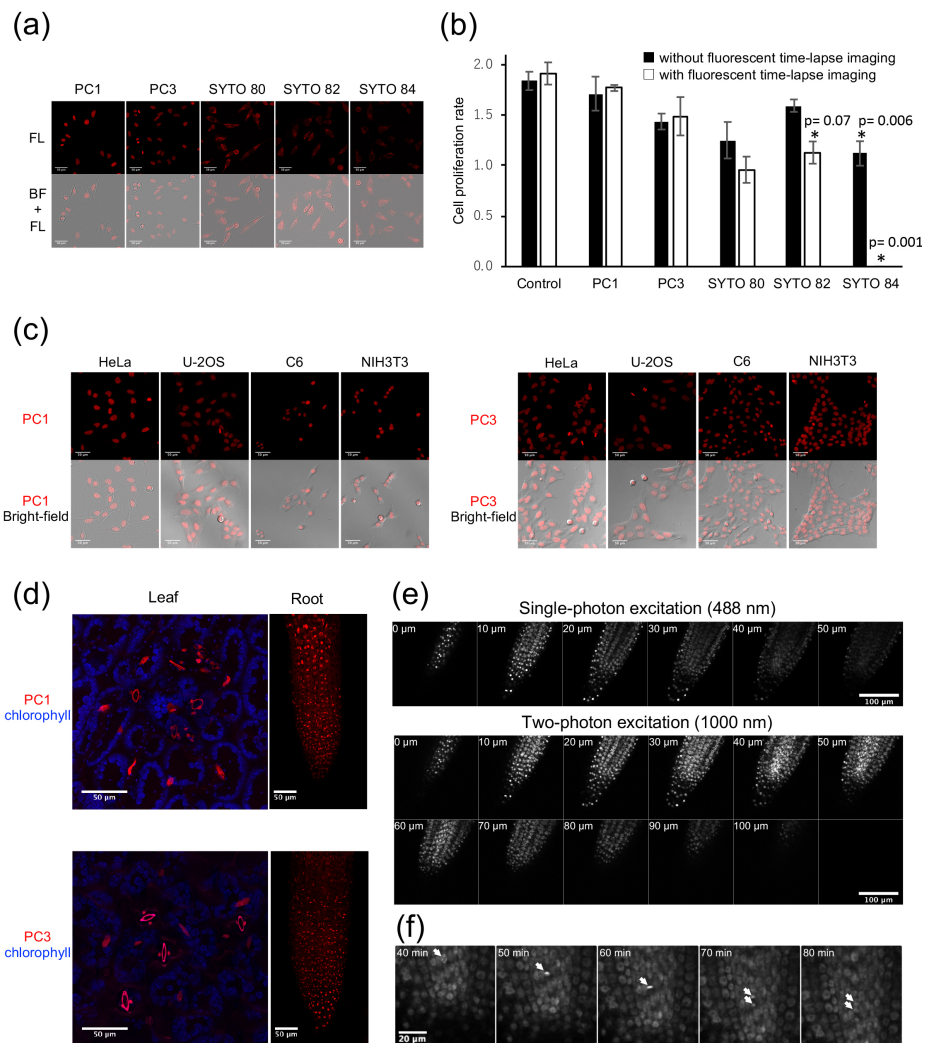 (a)
PC1 PC3 SYTO 80 SYTO 82 SYTO 84
FL
BF
+
FL
(b)
without fluorescent time-lapse imaging
with fluorescent time-lapse imaging
Cell proliferation rate
2.0
1.5
1.0
0.5
0.0
p= 0.07 p= 0.006
* *
p= 0.001
*
Control PC1 PC3 SYTO 80 SYTO 82 SYTO 84
(c)
HeLa U-2OS C6 NIH3T3
PC1
PC1
Bright-field
HeLa U-2OS C6 NIH3T3
PC3
PC3
Bright-field
(d)
Leaf Root
PC1
chlorophyll
50 µm 50 µm
PC3
chlorophyll
50 µm 50 µm
(e)
Single-photon excitation (488 nm)
0 µm 10 µm 20 µm 30 µm 40 µm 50 µm
100 µm
Two-photon excitation (1000 nm)
0 µm 10 µm 20 µm 30 µm 40 µm 50 µm
60 µm 70 µm 80 µm 90 µm 100 µm
100 µm
(f)
40 min 50 min 60 min 70 min 80 min
20 µm